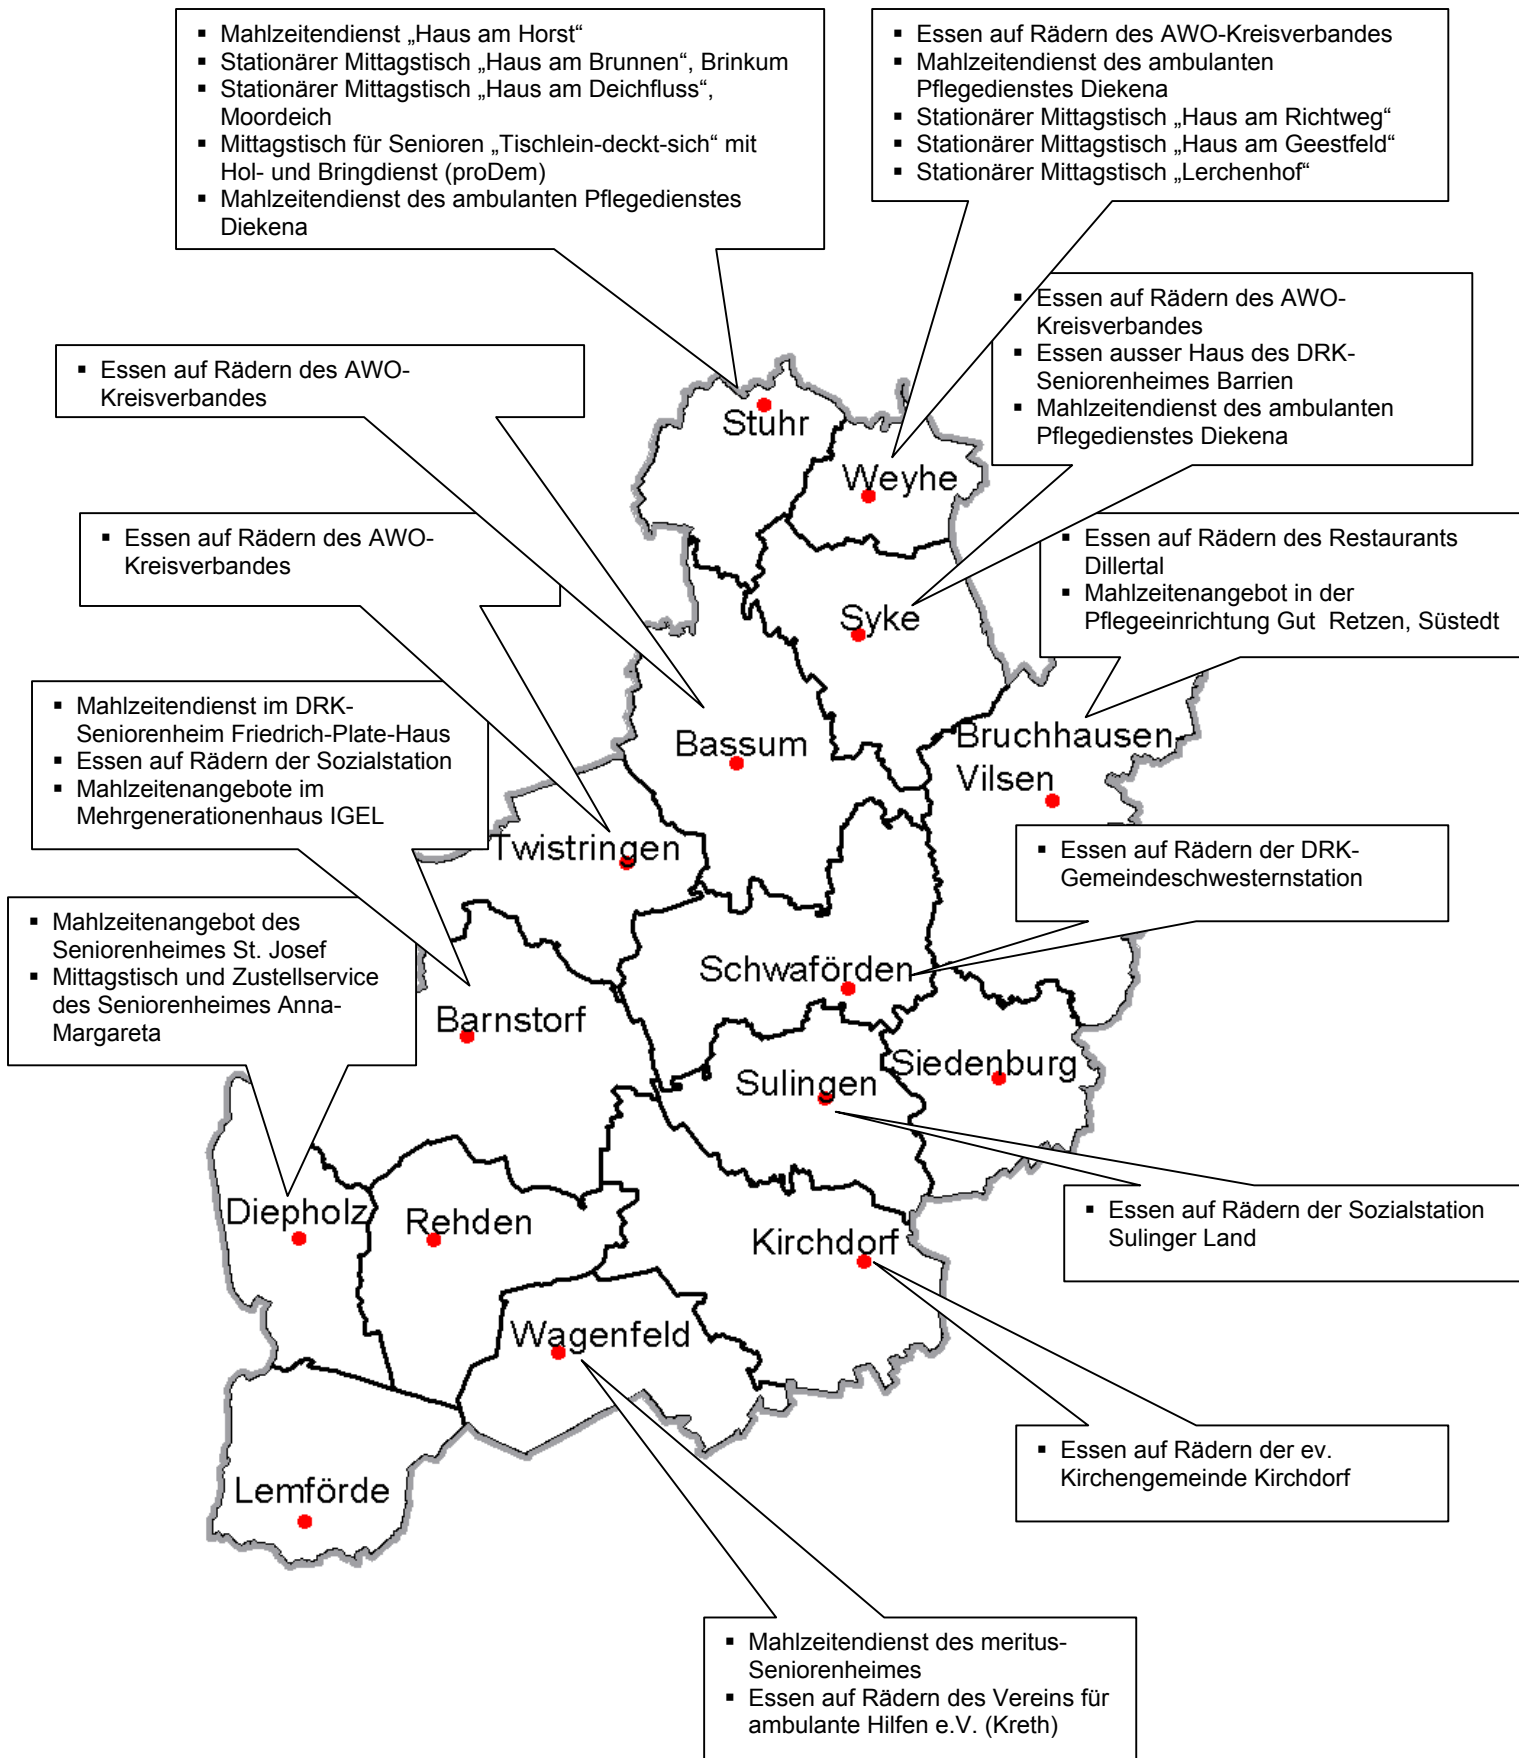 ▪ Mahlzeitendienst „Haus am Horst“
▪ Stationärer Mittagstisch „Haus am Brunnen“, Brinkum
▪ Stationärer Mittagstisch „Haus am Deichfluss“,
Moordeich
▪ Mittagstisch für Senioren „Tischlein-deckt-sich“ mit
Hol- und Bringdienst (proDem)
▪ Mahlzeitendienst des ambulanten Pflegedienstes
Diekena
▪ Essen auf Rädern des AWO-Kreisverbandes
▪ Mahlzeitendienst des ambulanten
Pflegedienstes Diekena
▪ Stationärer Mittagstisch „Haus am Richtweg“
▪ Stationärer Mittagstisch „Haus am Geestfeld“
▪ Stationärer Mittagstisch „Lerchenhof“
▪ Essen auf Rädern des AWO-
Kreisverbandes
▪ Essen ausser Haus des DRK-
Seniorenheimes Barrien
▪ Mahlzeitendienst des ambulanten
Pflegedienstes Diekena
▪ Essen auf Rädern des AWO-
Kreisverbandes
Stuhr
Weyhe
▪ Essen auf Rädern des AWO-
Kreisverbandes
▪ Essen auf Rädern des Restaurants
Dillertal
▪ Mahlzeitenangebot in der
Pflegeeinrichtung Gut  Retzen, Süstedt
Syke
▪ Mahlzeitendienst im DRK-
Seniorenheim Friedrich-Plate-Haus
▪ Essen auf Rädern der Sozialstation
▪ Mahlzeitenangebote im
Mehrgenerationenhaus IGEL
Bassum
Bruchhausen
Vilsen
Twistringen
▪ Essen auf Rädern der DRK-
Gemeindeschwesternstation
▪ Mahlzeitenangebot des
Seniorenheimes St. Josef
▪ Mittagstisch und Zustellservice
des Seniorenheimes Anna-
Margareta
Schwaförden
Barnstorf
Siedenburg
Sulingen
Diepholz
Rehden
Kirchdorf
▪ Essen auf Rädern der Sozialstation
Sulinger Land
Wagenfeld
▪ Essen auf Rädern der ev.
Kirchengemeinde Kirchdorf
Lemförde
▪ Mahlzeitendienst des meritus-
Seniorenheimes
▪ Essen auf Rädern des Vereins für
ambulante Hilfen e.V. (Kreth)